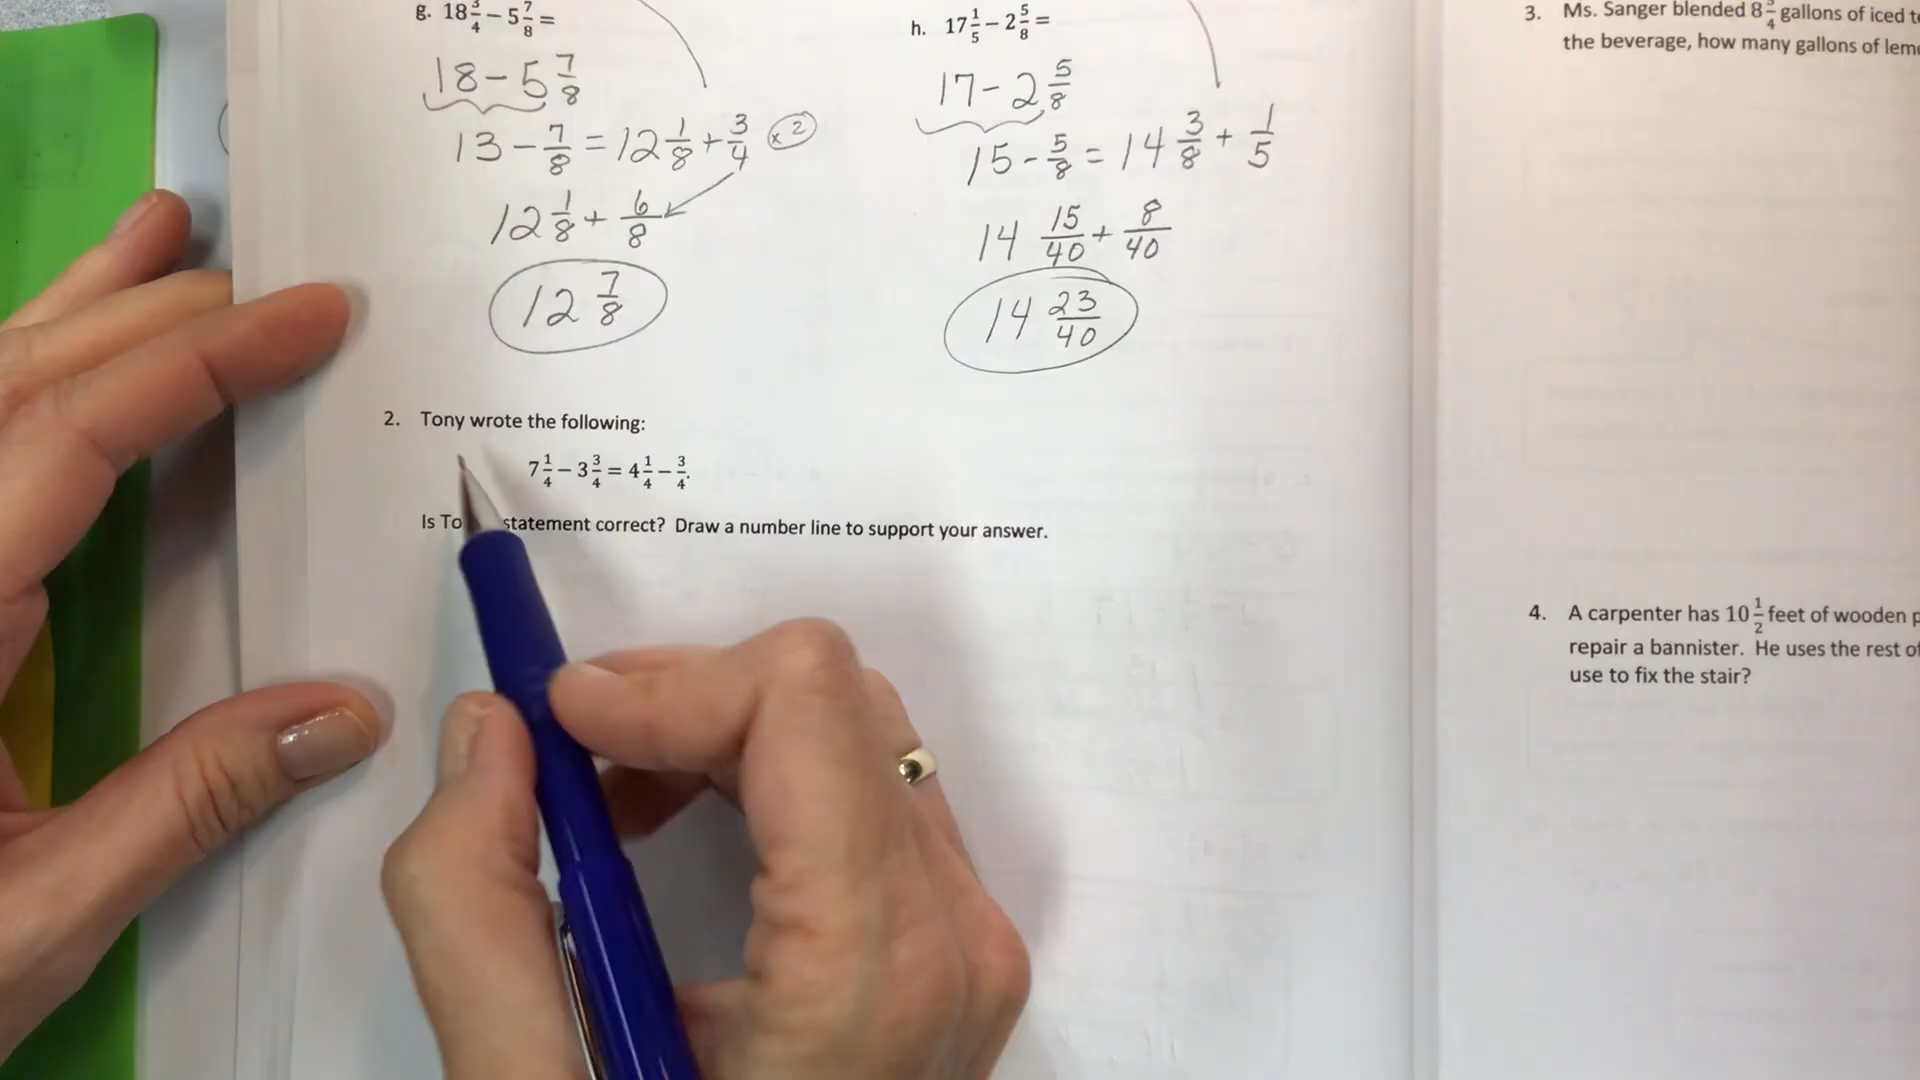 g. 18 3/4 − 5 7/8 =
18 − 5 7/8
13 − 7/8 = 12 1/8 + 3/4 x 2
12 1/8 + 6/8
12 7/8
h. 17 1/5 − 2 5/8 =
17 − 2 5/8
15 − 5/8 = 14 3/8 + 1/5
14 15/40 + 8/40
14 23/40
2. Tony wrote the following:
7 1/4 − 3 3/4 = 4 1/4 − 3/4.
Is To statement correct? Draw a number line to support your answer.
3. Ms. Sanger blended 8 3/4 gallons of iced
the beverage, how many gallons of
4. A carpenter has 10 1/2 feet of wooden
repair a bannister. He uses the rest
use to fix the stair?